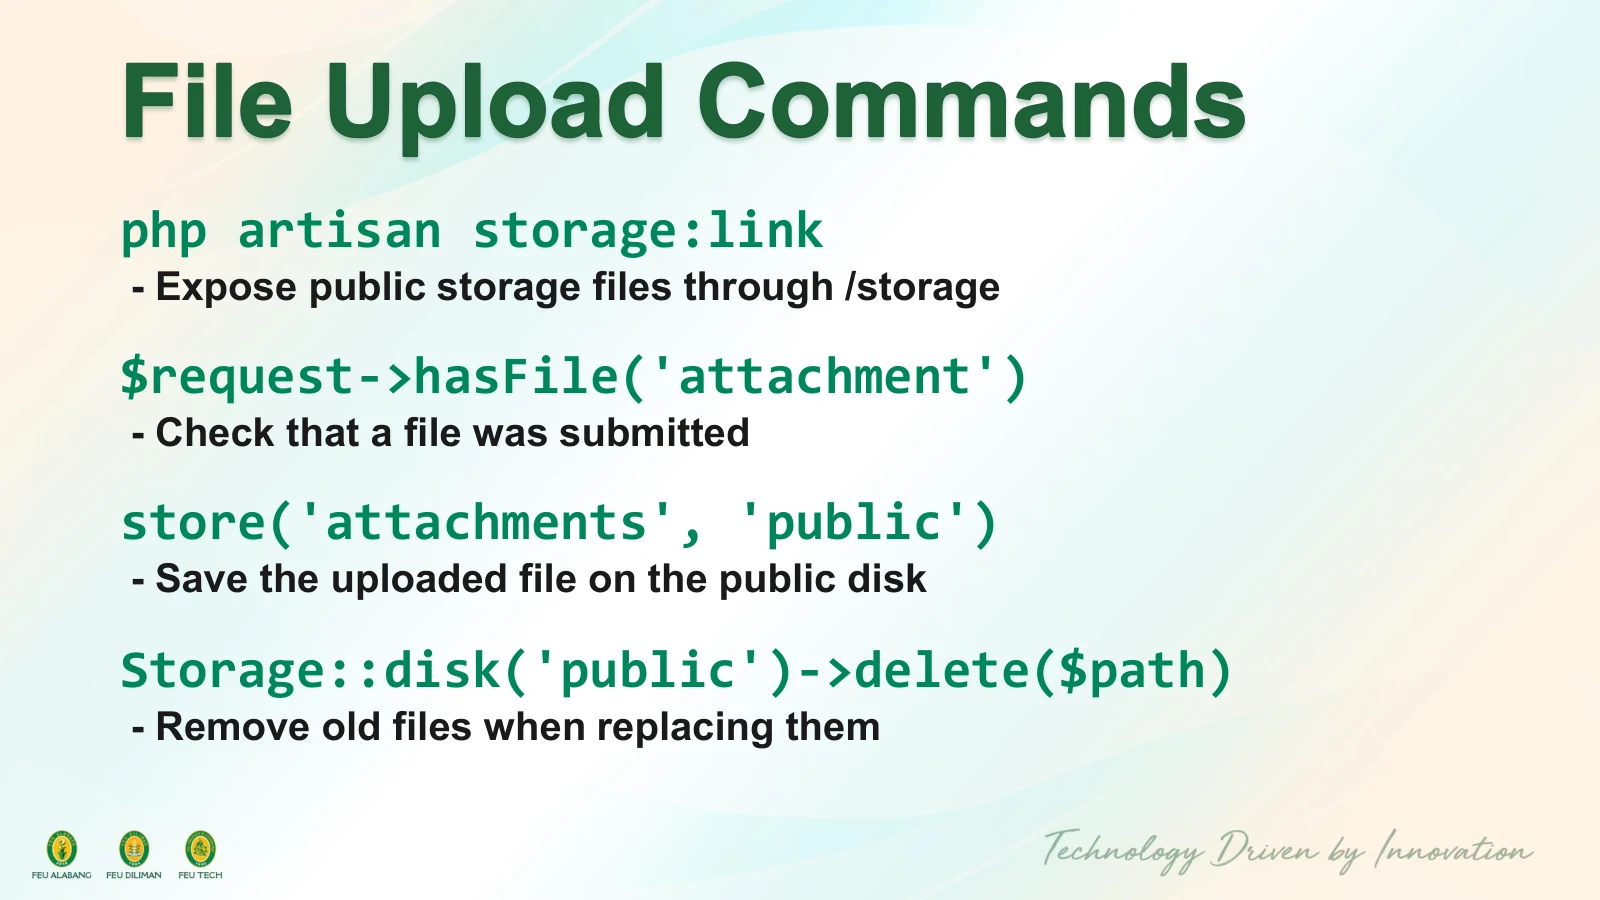 File Upload Commands
php artisan storage:link
- Expose public storage files through /storage
$request->hasFile('attachment')
- Check that a file was submitted
store('attachments', 'public')
- Save the uploaded file on the public disk
Storage::disk('public')->delete($path)
- Remove old files when replacing them
FEU ALABANG
FEU DILIMAN
FEU TECH
Technology Driven by Innovation